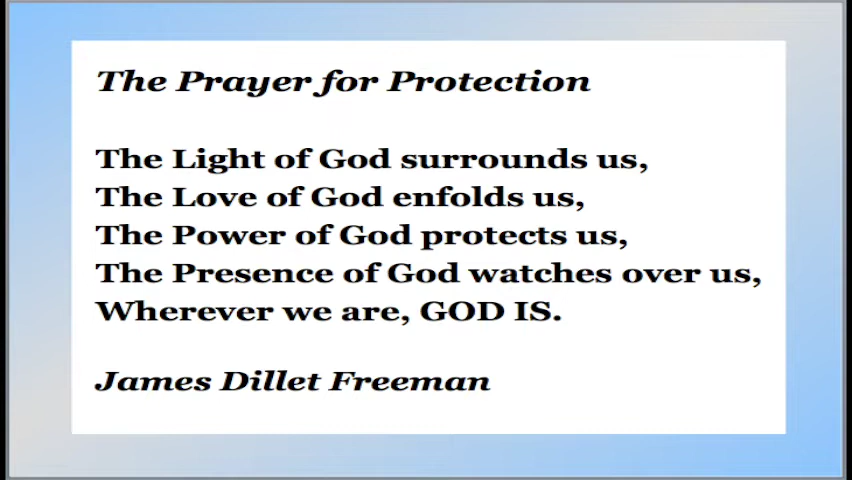 The Prayer for Protection
The Light of God surrounds us,
The Love of God enfolds us,
The Power of God protects us,
The Presence of God watches over us,
Wherever we are, GOD IS.
James Dillet Freeman